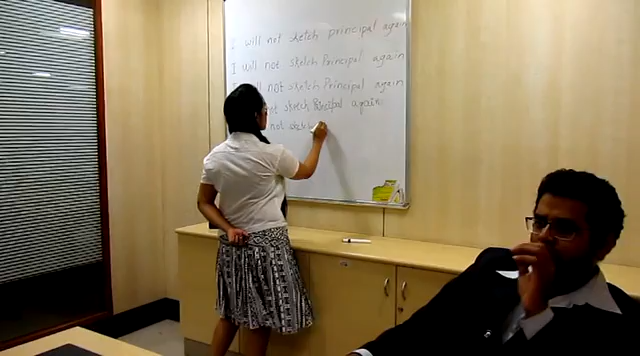 I will not sketch principal again
I will not sketch Principal again
I will not sketch Principal again
not sketch Principal again
not